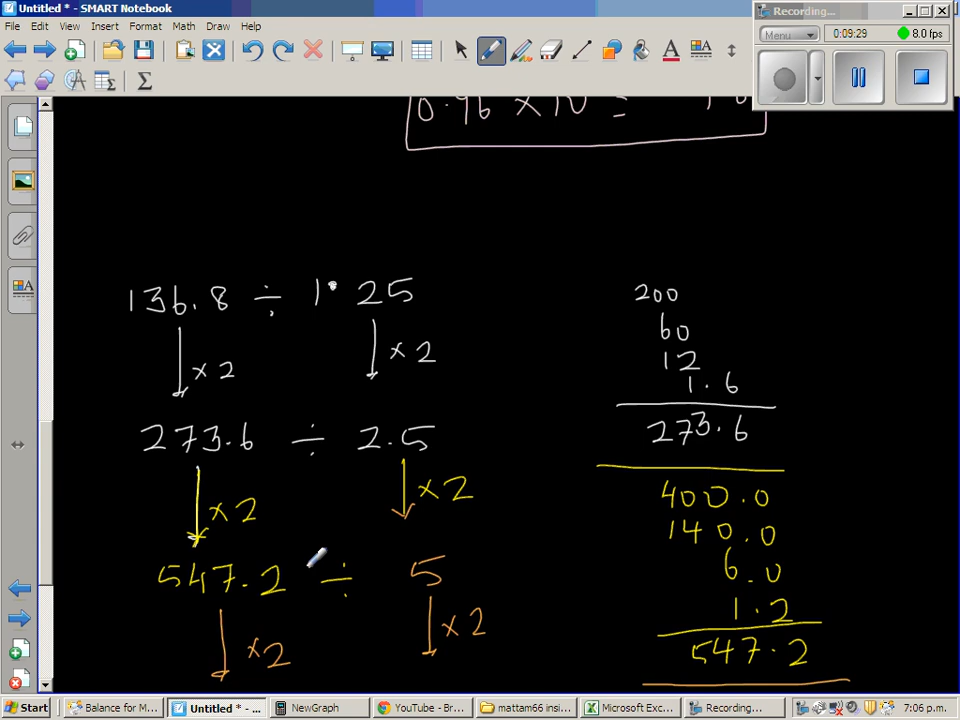 Untitled * - SMART Notebook
Recording...
File Edit View Insert Format Math Draw Help
Menu 0:09:29 8.0 fps
0.96 × 10 =
136.8 ÷ 1.25
× 2 × 2
273.6 ÷ 2.5
× 2 × 2
547.2 ÷ 5
× 2 × 2
200
60
12
1.6
273.6
400.0
140.0
6.0
1.2
547.2
Start Balance for M... Untitled * - ... NewGraph YouTube - Br... mattam66 insi... Microsoft Exc... Recording... 7:06 p.m.